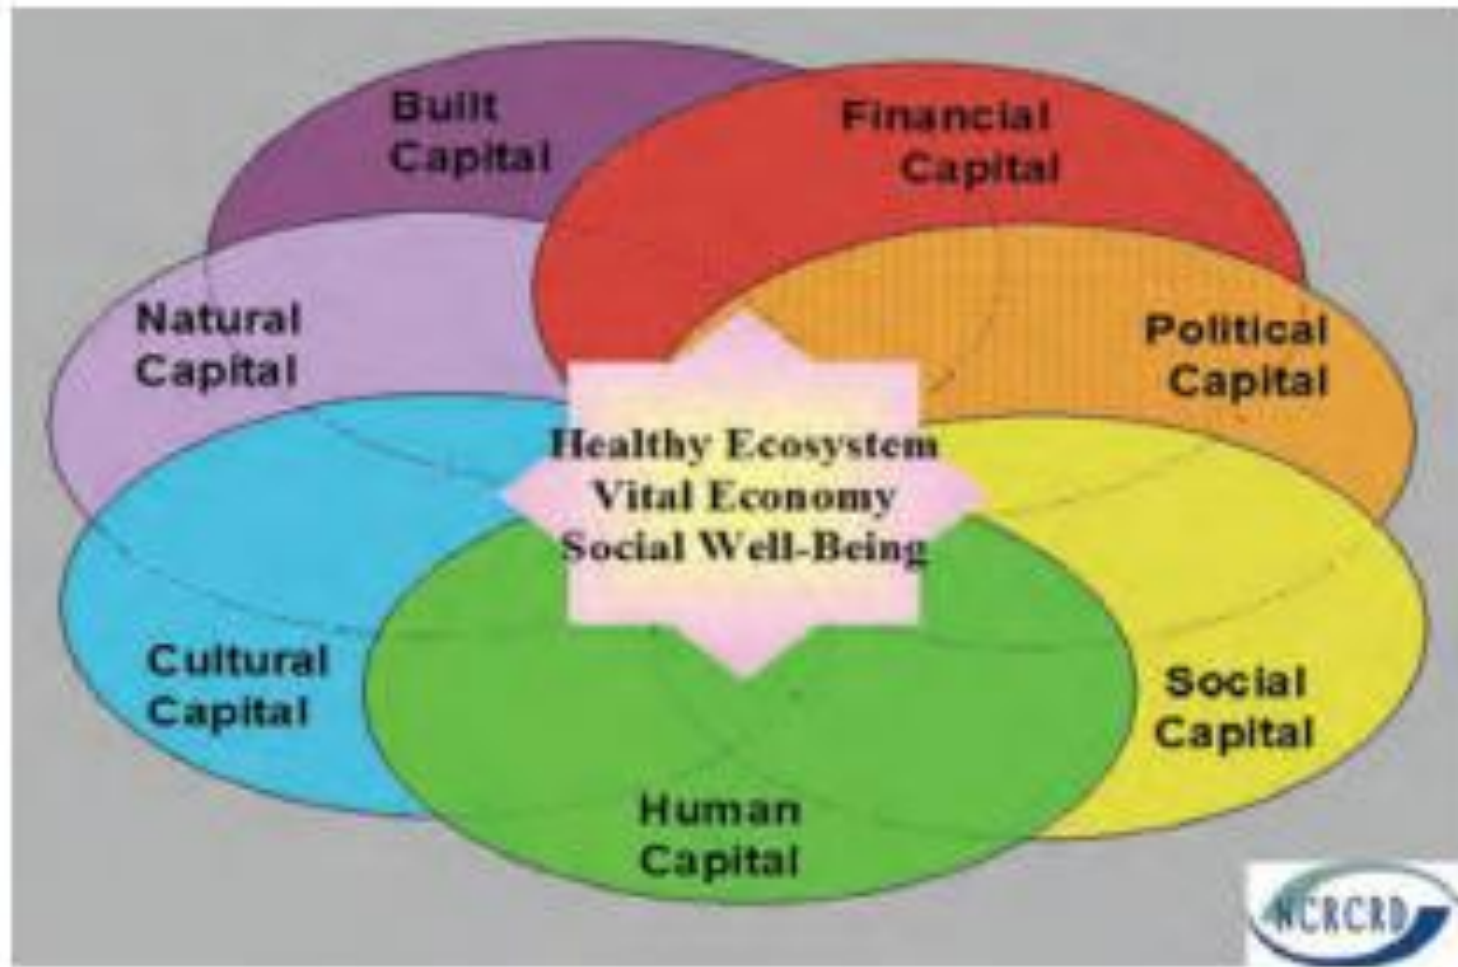 Built
Capital
Financial
Capital
Natural
Capital
Political
Capital
Healthy Ecosystem
Vital Economy
Social Well-Being
Cultural
Capital
Social
Capital
Human
Capital
NCRCRD